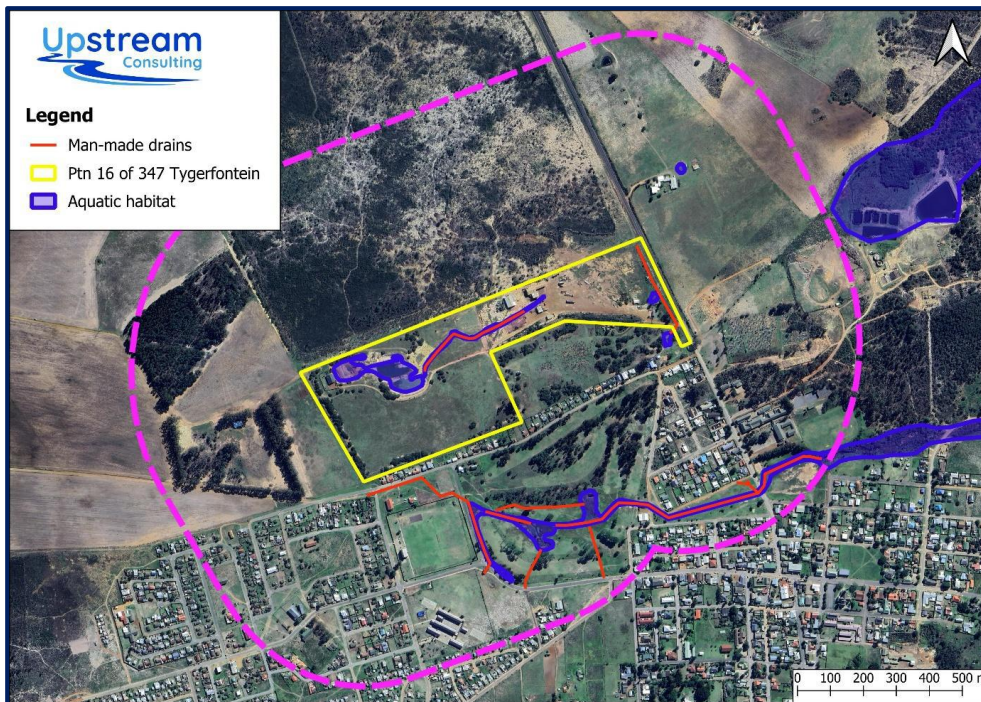 Upstream
Consulting
Legend
Man-made drains
Ptn 16 of 347 Tygerfontein
Aquatic habitat
0 100 200 300 400 500 m